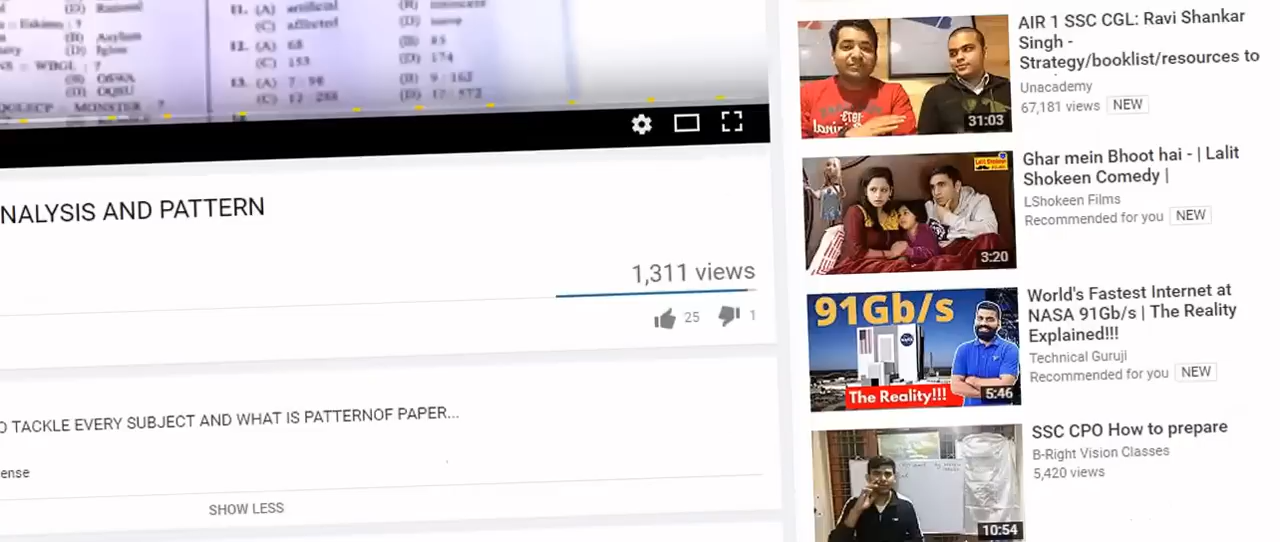 11. (A) artificial
(C) affected
12. (A) 68
(C) 153
(D) 174
13. (A) 7 - 98
(B) 9 : 162
NALYSIS AND PATTERN
1,311 views
25
1
O TACKLE EVERY SUBJECT AND WHAT IS PATTERNOF PAPER...
ense
SHOW LESS
31:03
AIR 1 SSC CGL: Ravi Shankar
Singh -
Strategy/booklist/resources to
Unacademy
67,181 views NEW
3:20
Ghar mein Bhoot hai - | Lalit
Shokeen Comedy |
LShokeen Films
Recommended for you NEW
91Gb/s
The Reality!!!
5:46
World's Fastest Internet at
NASA 91Gb/s | The Reality
Explained!!!
Technical Guruji
Recommended for you NEW
10:54
SSC CPO How to prepare
B-Right Vision Classes
5,420 views